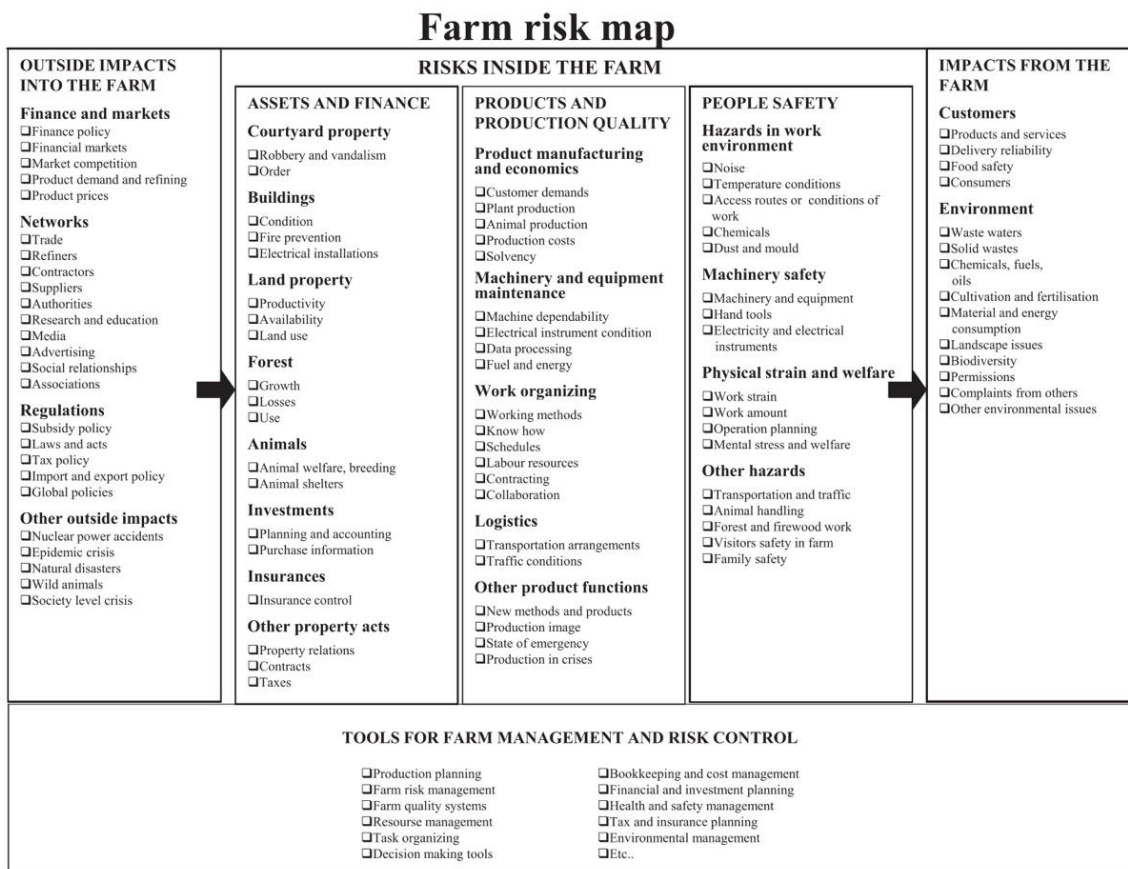 Farm risk map
OUTSIDE IMPACTS
INTO THE FARM
Finance and markets
❑Finance policy
❑Financial markets
❑Market competition
❑Product demand and refining
❑Product prices
Networks
❑Trade
❑Refiners
❑Contractors
❑Suppliers
❑Authorities
❑Research and education
❑Media
❑Advertising
❑Social relationships
❑Associations
Regulations
❑Subsidy policy
❑Laws and acts
❑Tax policy
❑Import and export policy
❑Global policies
Other outside impacts
❑Nuclear power accidents
❑Epidemic crisis
❑Natural disasters
❑Wild animals
❑Society level crisis
RISKS INSIDE THE FARM
ASSETS AND FINANCE
Courtyard property
❑Robbery and vandalism
❑Order
Buildings
❑Condition
❑Fire prevention
❑Electrical installations
Land property
❑Productivity
❑Availability
❑Land use
Forest
❑Growth
❑Losses
❑Use
Animals
❑Animal welfare, breeding
❑Animal shelters
Investments
❑Planning and accounting
❑Purchase information
Insurances
❑Insurance control
Other property acts
❑Property relations
❑Contracts
❑Taxes
PRODUCTS AND
PRODUCTION QUALITY
Product manufacturing
and economics
❑Customer demands
❑Plant production
❑Animal production
❑Production costs
❑Solvency
Machinery and equipment
maintenance
❑Machine dependability
❑Electrical instrument condition
❑Data processing
❑Fuel and energy
Work organizing
❑Working methods
❑Know how
❑Schedules
❑Labour resources
❑Contracting
❑Collaboration
Logistics
❑Transportation arrangements
❑Traffic conditions
Other product functions
❑New methods and products
❑Production image
❑State of emergency
❑Production in crises
PEOPLE SAFETY
Hazards in work
environment
❑Noise
❑Temperature conditions
❑Access routes or conditions of
work
❑Chemicals
❑Dust and mould
Machinery safety
❑Machinery and equipment
❑Hand tools
❑Electricity and electrical
instruments
Physical strain and welfare
❑Work strain
❑Work amount
❑Operation planning
❑Mental stress and welfare
Other hazards
❑Transportation and traffic
❑Animal handling
❑Forest and firewood work
❑Visitors safety in farm
❑Family safety
IMPACTS FROM THE
FARM
Customers
❑Products and services
❑Delivery reliability
❑Food safety
❑Consumers
Environment
❑Waste waters
❑Solid wastes
❑Chemicals, fuels,
oils
❑Cultivation and fertilisation
❑Material and energy
consumption
❑Landscape issues
❑Biodiversity
❑Permissions
❑Complaints from others
❑Other environmental issues
TOOLS FOR FARM MANAGEMENT AND RISK CONTROL
❑Production planning
❑Farm risk management
❑Farm quality systems
❑Resourse management
❑Task organizing
❑Decision making tools
❑Bookkeeping and cost management
❑Financial and investment planning
❑Health and safety management
❑Tax and insurance planning
❑Environmental management
❑Etc..